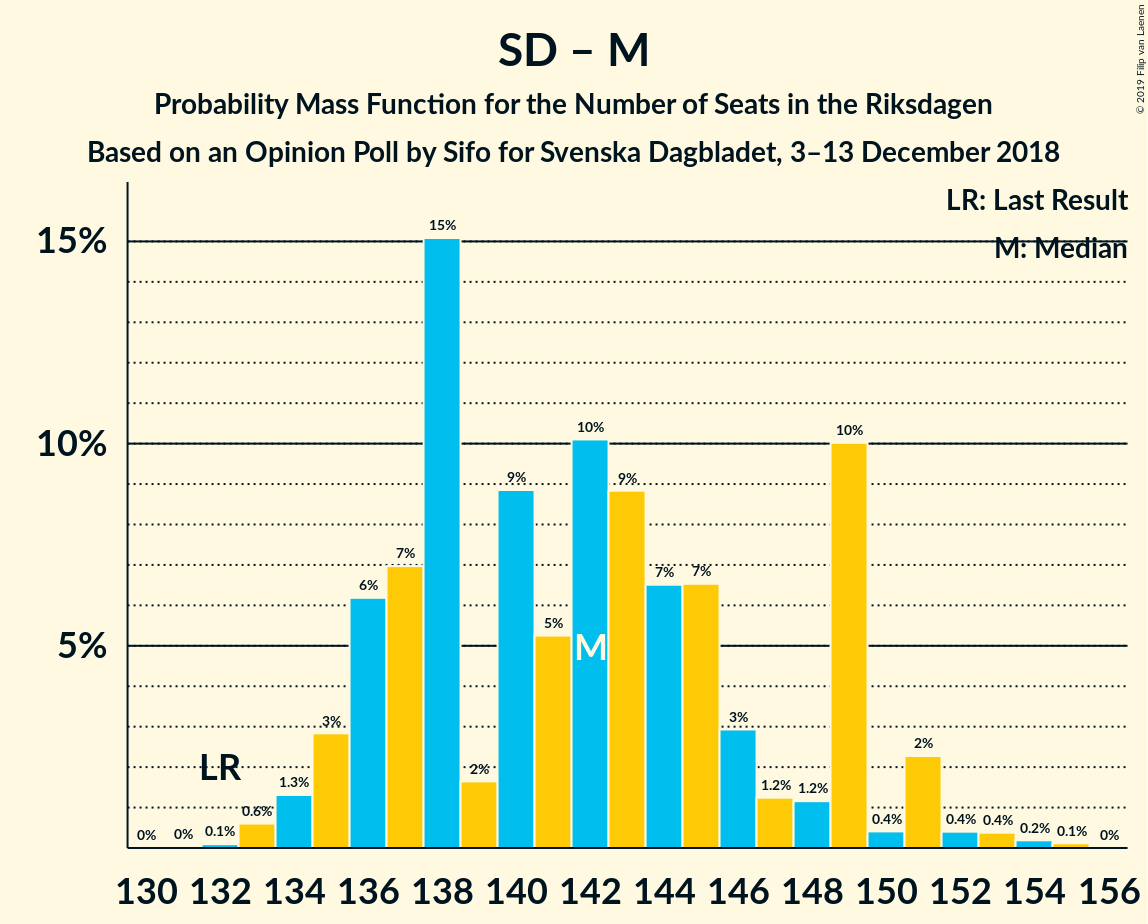 SD – M
Probability Mass Function for the Number of Seats in the Riksdagen
Based on an Opinion Poll by Sifo for Svenska Dagbladet, 3–13 December 2018
© 2019 Filip van Laenen
LR: Last Result
M: Median
15%
10%
5%
0% 0% 0.1% 0.6% 1.3% 3% 6% 7% 15% 2% 9% 5% 10% 9% 7% 7% 3% 1.2% 1.2% 10% 0.4% 2% 0.4% 0.4% 0.2% 0.1% 0%
LR
M
130 132 134 136 138 140 142 144 146 148 150 152 154 156